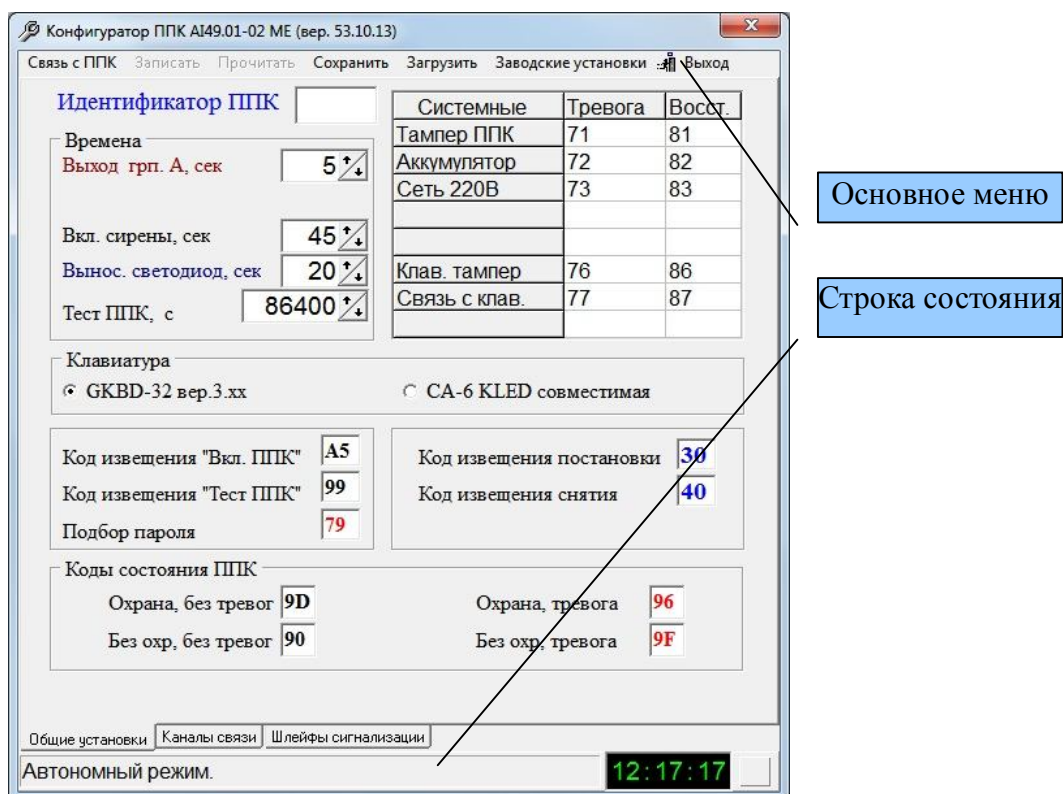 Конфигуратор ППК AI49.01-02 ME (вер. 53.10.13)
Связь с ППК Записать Прочитать Сохранить Загрузить Заводские установки Выход
Идентификатор ППК
Системные Тревога Восст.
Тампер ППК 71 81
Аккумулятор 72 82
Сеть 220В 73 83
Клав. тампер 76 86
Связь с клав. 77 87
Времена
Выход грп. А, сек 5
Вкл. сирены, сек 45
Вынос. светодиод, сек 20
Тест ППК, с 86400
Основное меню
Строка состояния
Клавиатура
GKBD-32 вер.3.xx CA-6 KLED совместимая
Код извещения "Вкл. ППК" A5
Код извещения "Тест ППК" 99
Подбор пароля 79
Код извещения постановки 30
Код извещения снятия 40
Коды состояния ППК
Охрана, без тревог 9D Охрана, тревога 96
Без охр, без тревог 90 Без охр, тревога 9F
Общие установки Каналы связи Шлейфы сигнализации
Автономный режим. 12:17:17